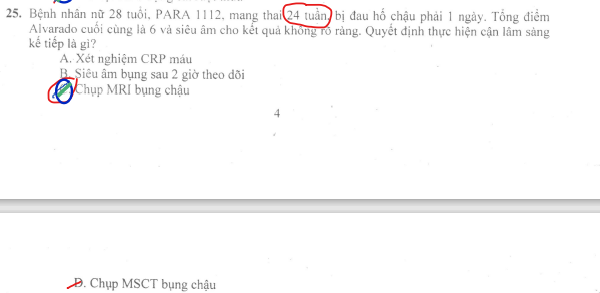 25. Bệnh nhân nữ 28 tuổi, PARA 1112, mang thai 24 tuần, bị đau hố chậu phải 1 ngày. Tổng điểm
Alvarado cuối cùng là 6 và siêu âm cho kết quả không rõ ràng. Quyết định thực hiện cận lâm sàng
kế tiếp là gì?
A. Xét nghiệm CRP máu
B. Siêu âm bụng sau 2 giờ theo dõi
Chụp MRI bụng chậu
4
D. Chụp MSCT bụng chậu